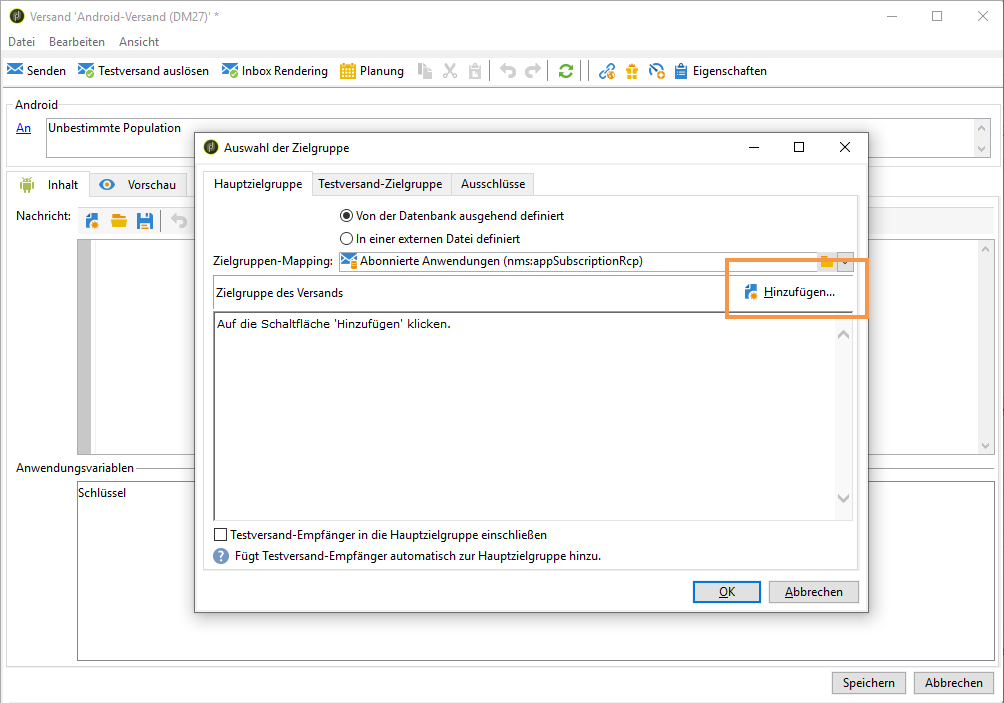 Versand 'Android-Versand (DM27)' *
Datei Bearbeiten Ansicht
Senden Testversand auslösen Inbox Rendering Planung Eigenschaften
Android
An Unbestimmte Population
Auswahl der Zielgruppe
Inhalt Vorschau
Hauptzielgruppe Testversand-Zielgruppe Ausschlüsse
Nachricht:
Von der Datenbank ausgehend definiert
In einer externen Datei definiert
Zielgruppen-Mapping: Abonnierte Anwendungen (nms:appSubscriptionRcp)
Zielgruppe des Versands Hinzufügen...
Auf die Schaltfläche 'Hinzufügen' klicken.
Anwendungsvariablen
Schlüssel
Testversand-Empfänger in die Hauptzielgruppe einschließen
Fügt Testversand-Empfänger automatisch zur Hauptzielgruppe hinzu.
OK Abbrechen
Speichern Abbrechen